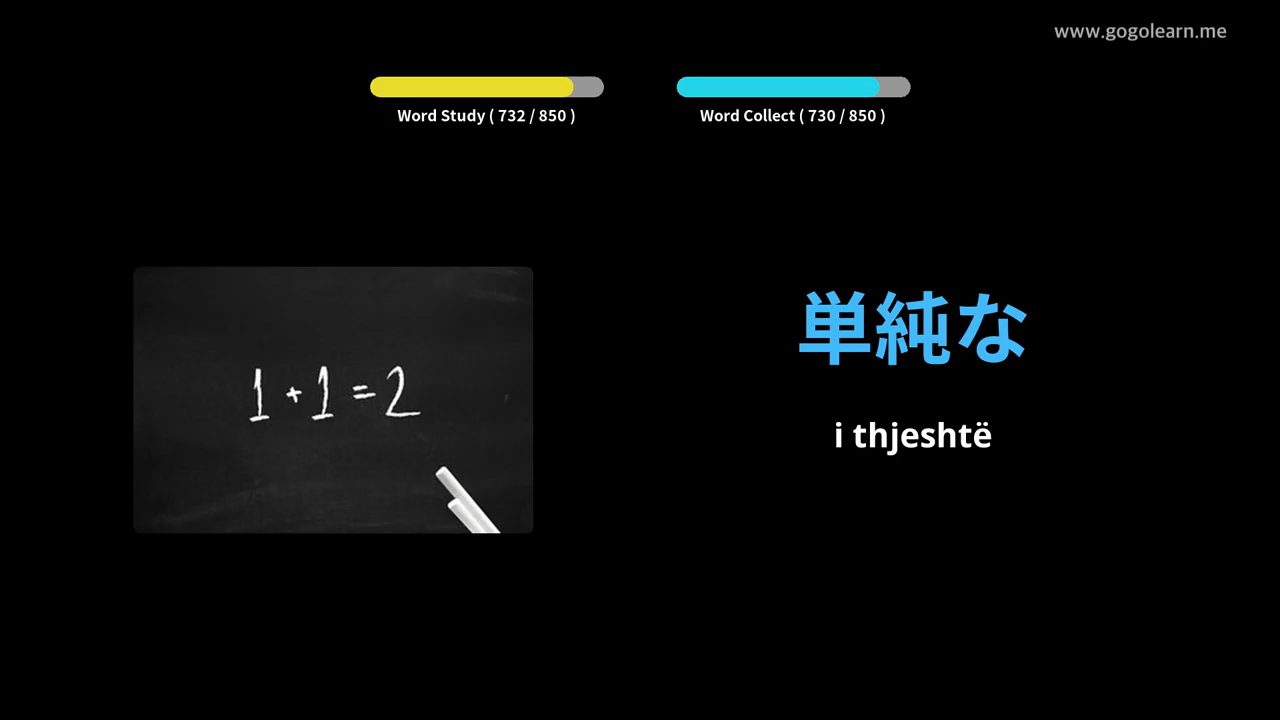 www.gogolearn.me
Word Study ( 732 / 850 )
Word Collect ( 730 / 850 )
1 + 1 = 2
単純な
i thjeshtë